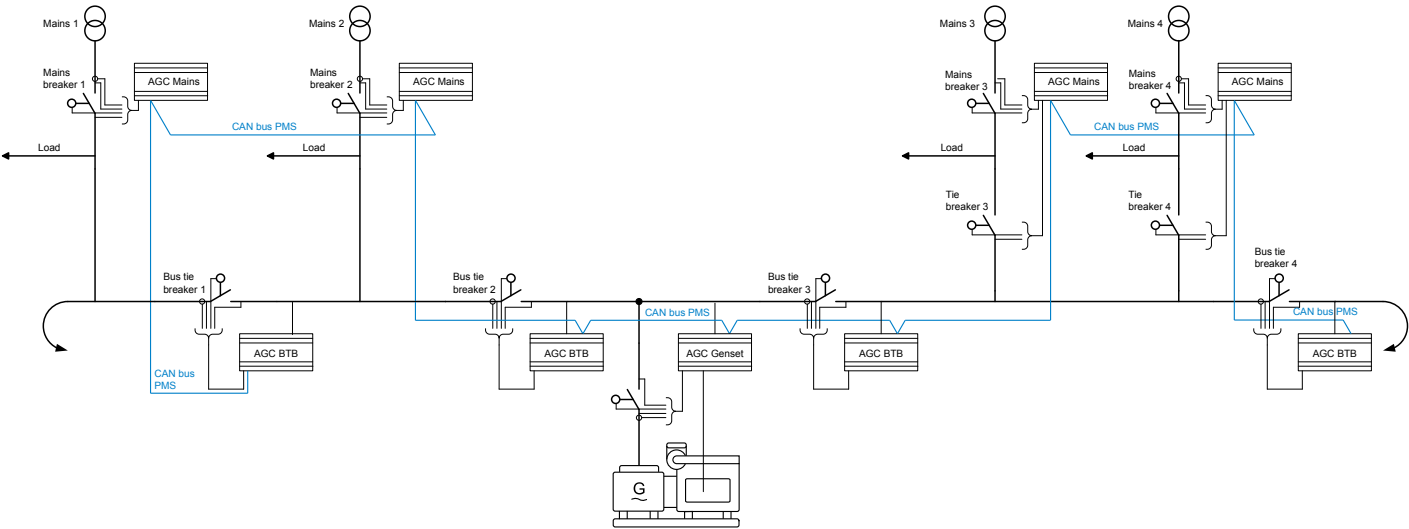 Mains 1
Mains 2
Mains 3
Mains 4
Mains
breaker 1
AGC Mains
Mains
breaker 2
AGC Mains
Mains
breaker 3
AGC Mains
Mains
breaker 4
AGC Mains
CAN bus PMS
CAN bus PMS
Load
Load
Load
Load
Tie
breaker 3
Tie
breaker 4
Bus tie
breaker 1
Bus tie
breaker 2
Bus tie
breaker 3
Bus tie
breaker 4
CAN bus PMS
CAN bus PMS
AGC BTB
AGC BTB
AGC Genset
AGC BTB
AGC BTB
CAN bus
PMS
G